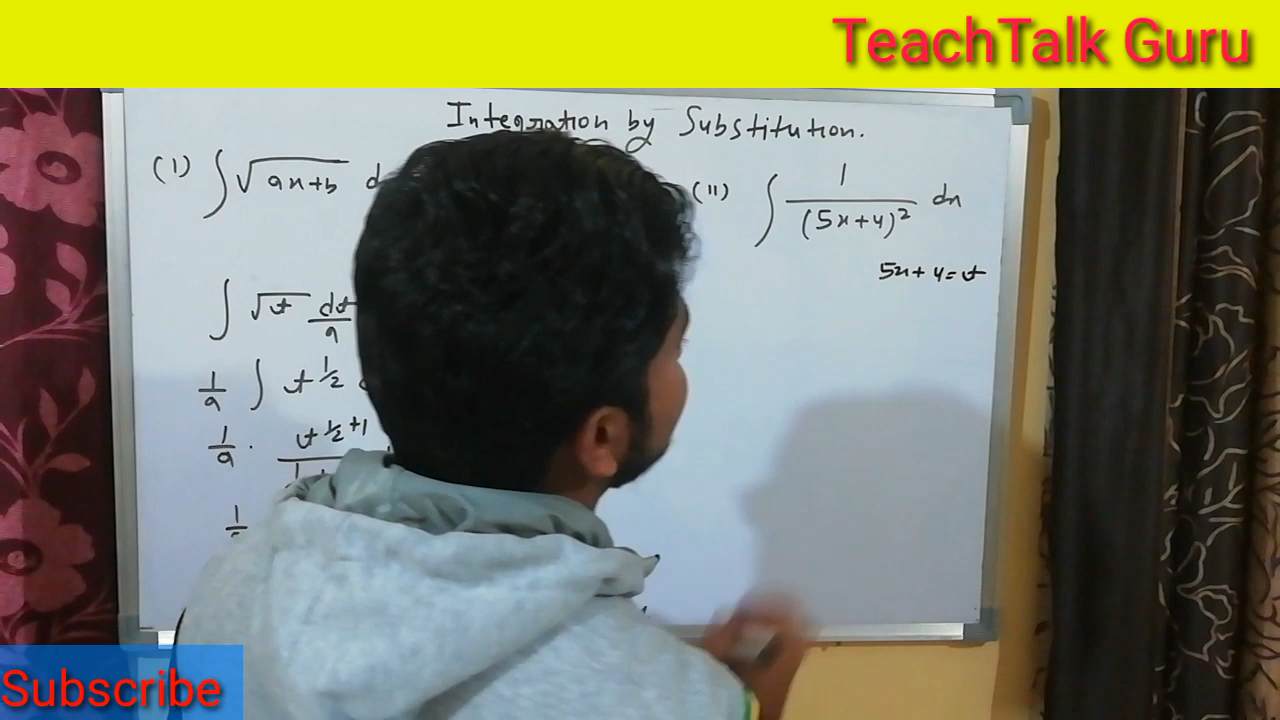 TeachTalk Guru
Integration by Substitution.
(I) ∫ √(ax+b) d
∫ √t dt/a
1/a ∫ t^1/2
1/a · t^1/2+1
1/a
(II) ∫ 1/(5x+4)² dx
5x+4=t
Subscribe